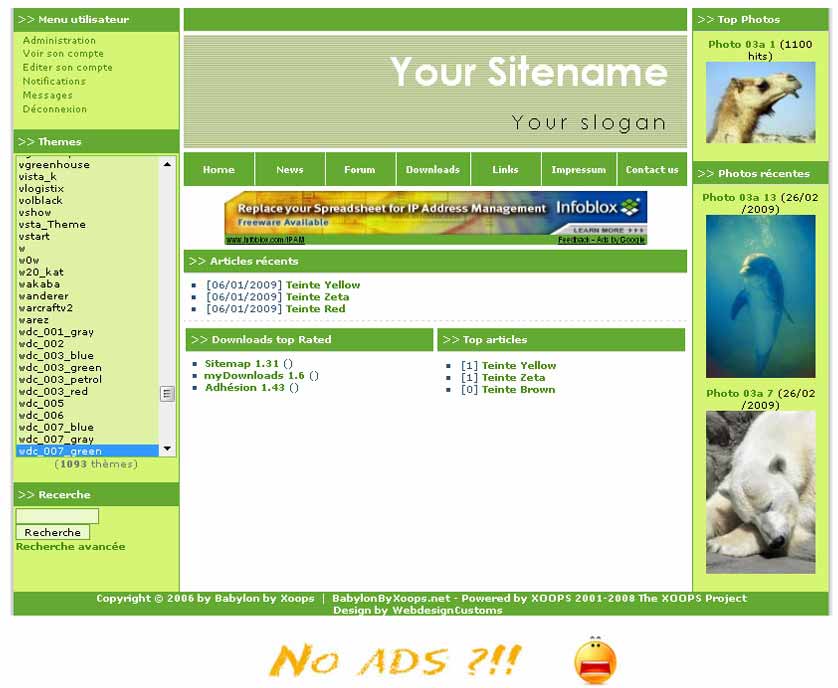 >> Menu utilisateur
Administration
Voir son compte
Editer son compte
Notifications
Messages
Déconnexion
>> Themes
vgreenhouse
vista_k
vlogistix
volblack
vshow
vsta_Theme
vstart
w
w0w
w20_kat
wakaba
wanderer
warcraftv2
warez
wdc_001_gray
wdc_002
wdc_003_blue
wdc_003_green
wdc_003_petrol
wdc_003_red
wdc_005
wdc_006
wdc_007_blue
wdc_007_gray
wdc_007_green
(1093 thèmes)
>> Recerche
Recherche
Recherche avancée
Your Sitename
Your slogan
Home News Forum Downloads Links Impressum Contact us
Replace your Spreadsheet for IP Address Management Infoblox
Freeware Available
LEARN MORE >>>
www.infoblox.com/IPAM Feedback - Ads by Google
>> Articles récents
[06/01/2009] Teinte Yellow
[06/01/2009] Teinte Zeta
[06/01/2009] Teinte Red
>> Downloads top Rated
Sitemap 1.31 ()
myDownloads 1.6 ()
Adhésion 1.43 ()
>> Top articles
[1] Teinte Yellow
[1] Teinte Zeta
[0] Teinte Brown
>> Top Photos
Photo 03a 1 (1100
hits)
>> Photos récentes
Photo 03a 13 (26/02
/2009)
Photo 03a 7 (26/02
/2009)
Copyright © 2006 by Babylon by Xoops | BabylonByXoops.net - Powered by XOOPS 2001-2008 The XOOPS Project
Design by WebdesignCustoms
No ADS ?!!